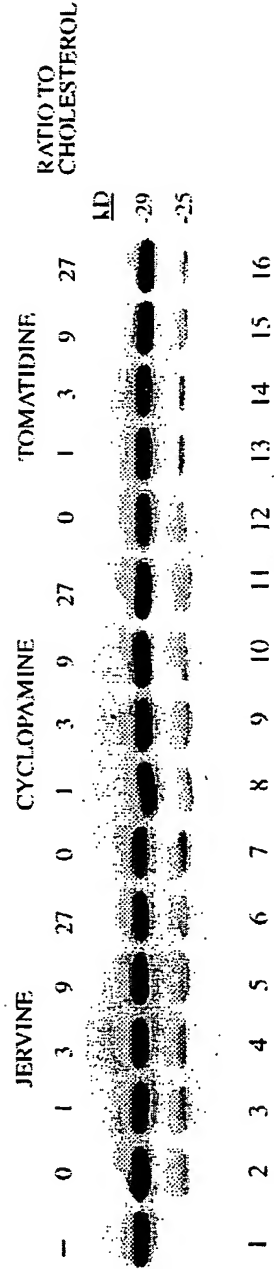 JERVINE CYCLOPAMINE TOMATIDINE RATIO TO
CHOLESTEROL
— 0 1 3 9 27 0 1 3 9 27 0 1 3 9 27
kD
-29
-25
1 2 3 4 5 6 7 8 9 10 11 12 13 14 15 16